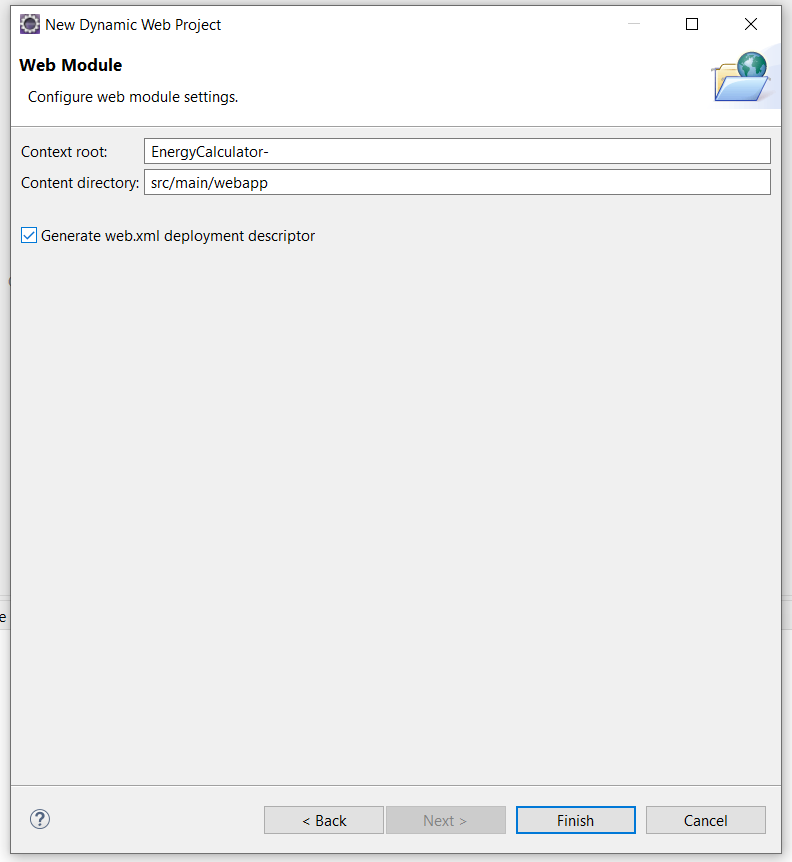 New Dynamic Web Project
Web Module
Configure web module settings.
Context root: EnergyCalculator-
Content directory: src/main/webapp
Generate web.xml deployment descriptor
e
? < Back Next > Finish Cancel